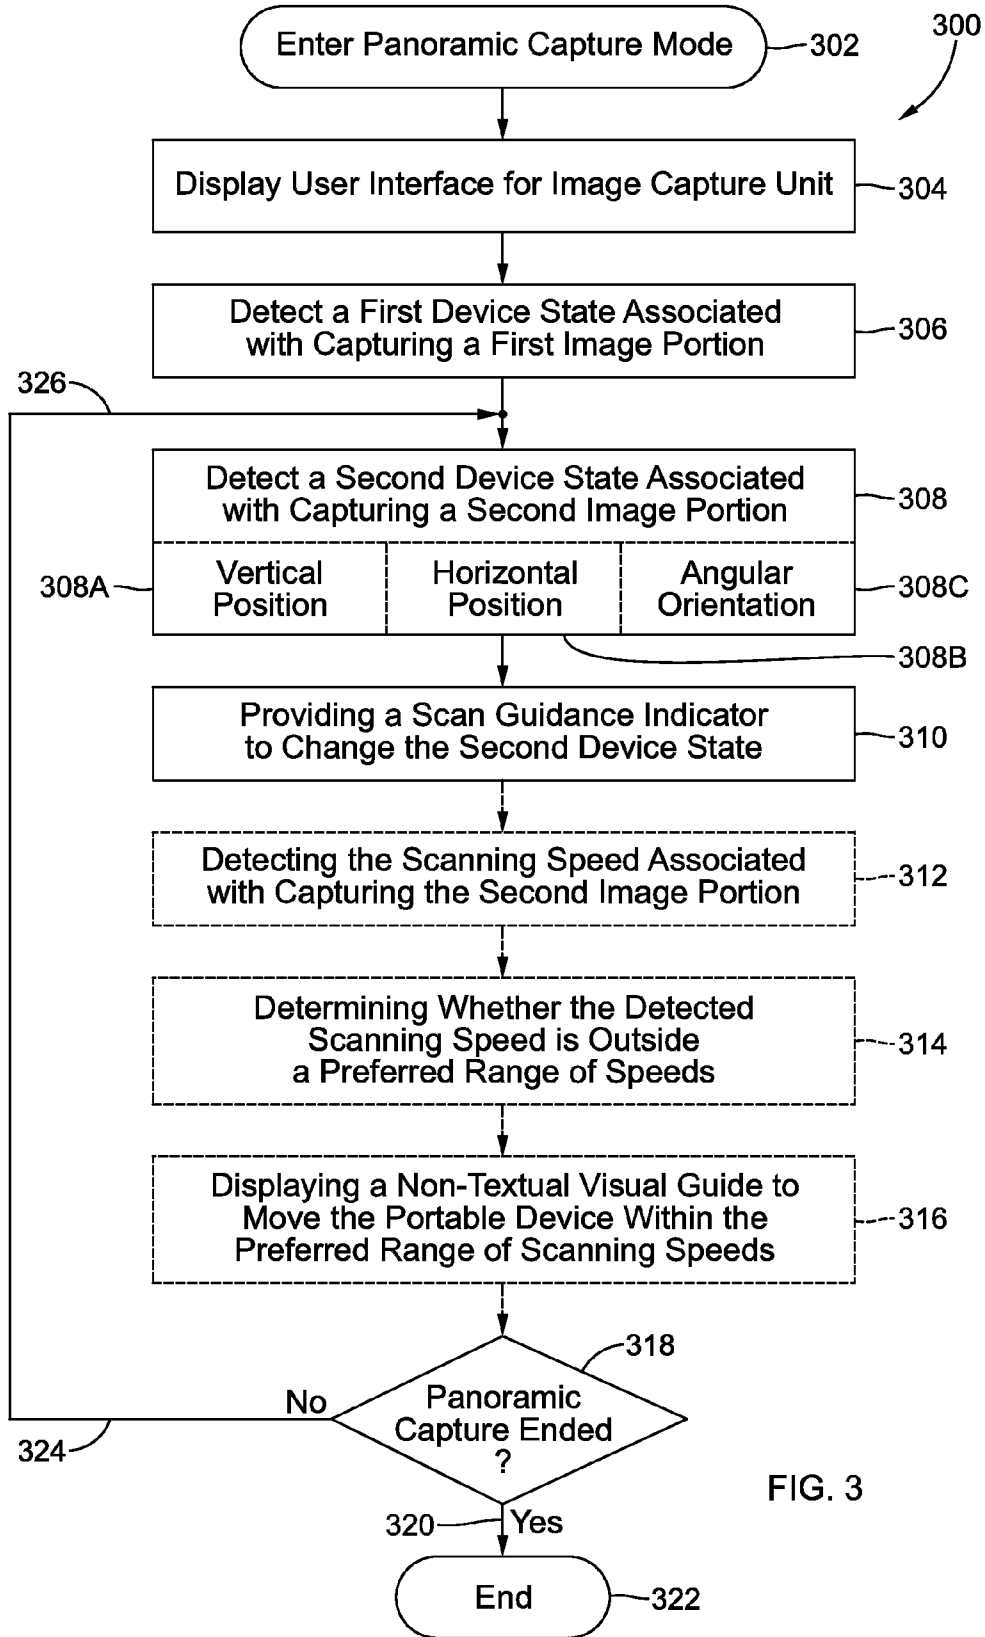 Enter Panoramic Capture Mode
302
300
Display User Interface for Image Capture Unit
304
Detect a First Device State Associated
with Capturing a First Image Portion
306
326
Detect a Second Device State Associated
with Capturing a Second Image Portion
308
308A
Vertical
Position
Horizontal
Position
Angular
Orientation
308C
308B
Providing a Scan Guidance Indicator
to Change the Second Device State
310
Detecting the Scanning Speed Associated
with Capturing the Second Image Portion
312
Determining Whether the Detected
Scanning Speed is Outside
a Preferred Range of Speeds
314
Displaying a Non-Textual Visual Guide to
Move the Portable Device Within the
Preferred Range of Scanning Speeds
316
318
Panoramic
Capture Ended
?
No
324
320
Yes
FIG. 3
End
322